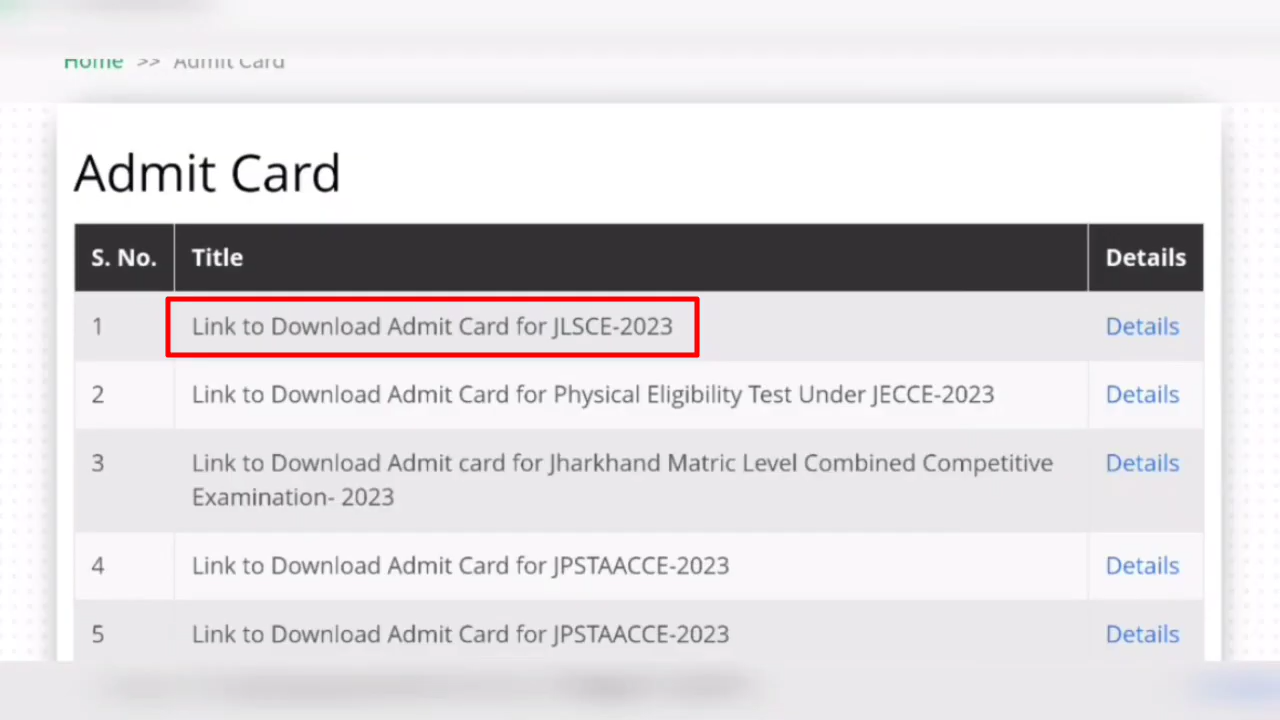 Home >> Admit Card
Admit Card
S. No. Title Details
1 Link to Download Admit Card for JLSCE-2023 Details
2 Link to Download Admit Card for Physical Eligibility Test Under JECCE-2023 Details
3 Link to Download Admit card for Jharkhand Matric Level Combined Competitive Details
Examination- 2023
4 Link to Download Admit Card for JPSTAACCE-2023 Details
5 Link to Download Admit Card for JPSTAACCE-2023 Details